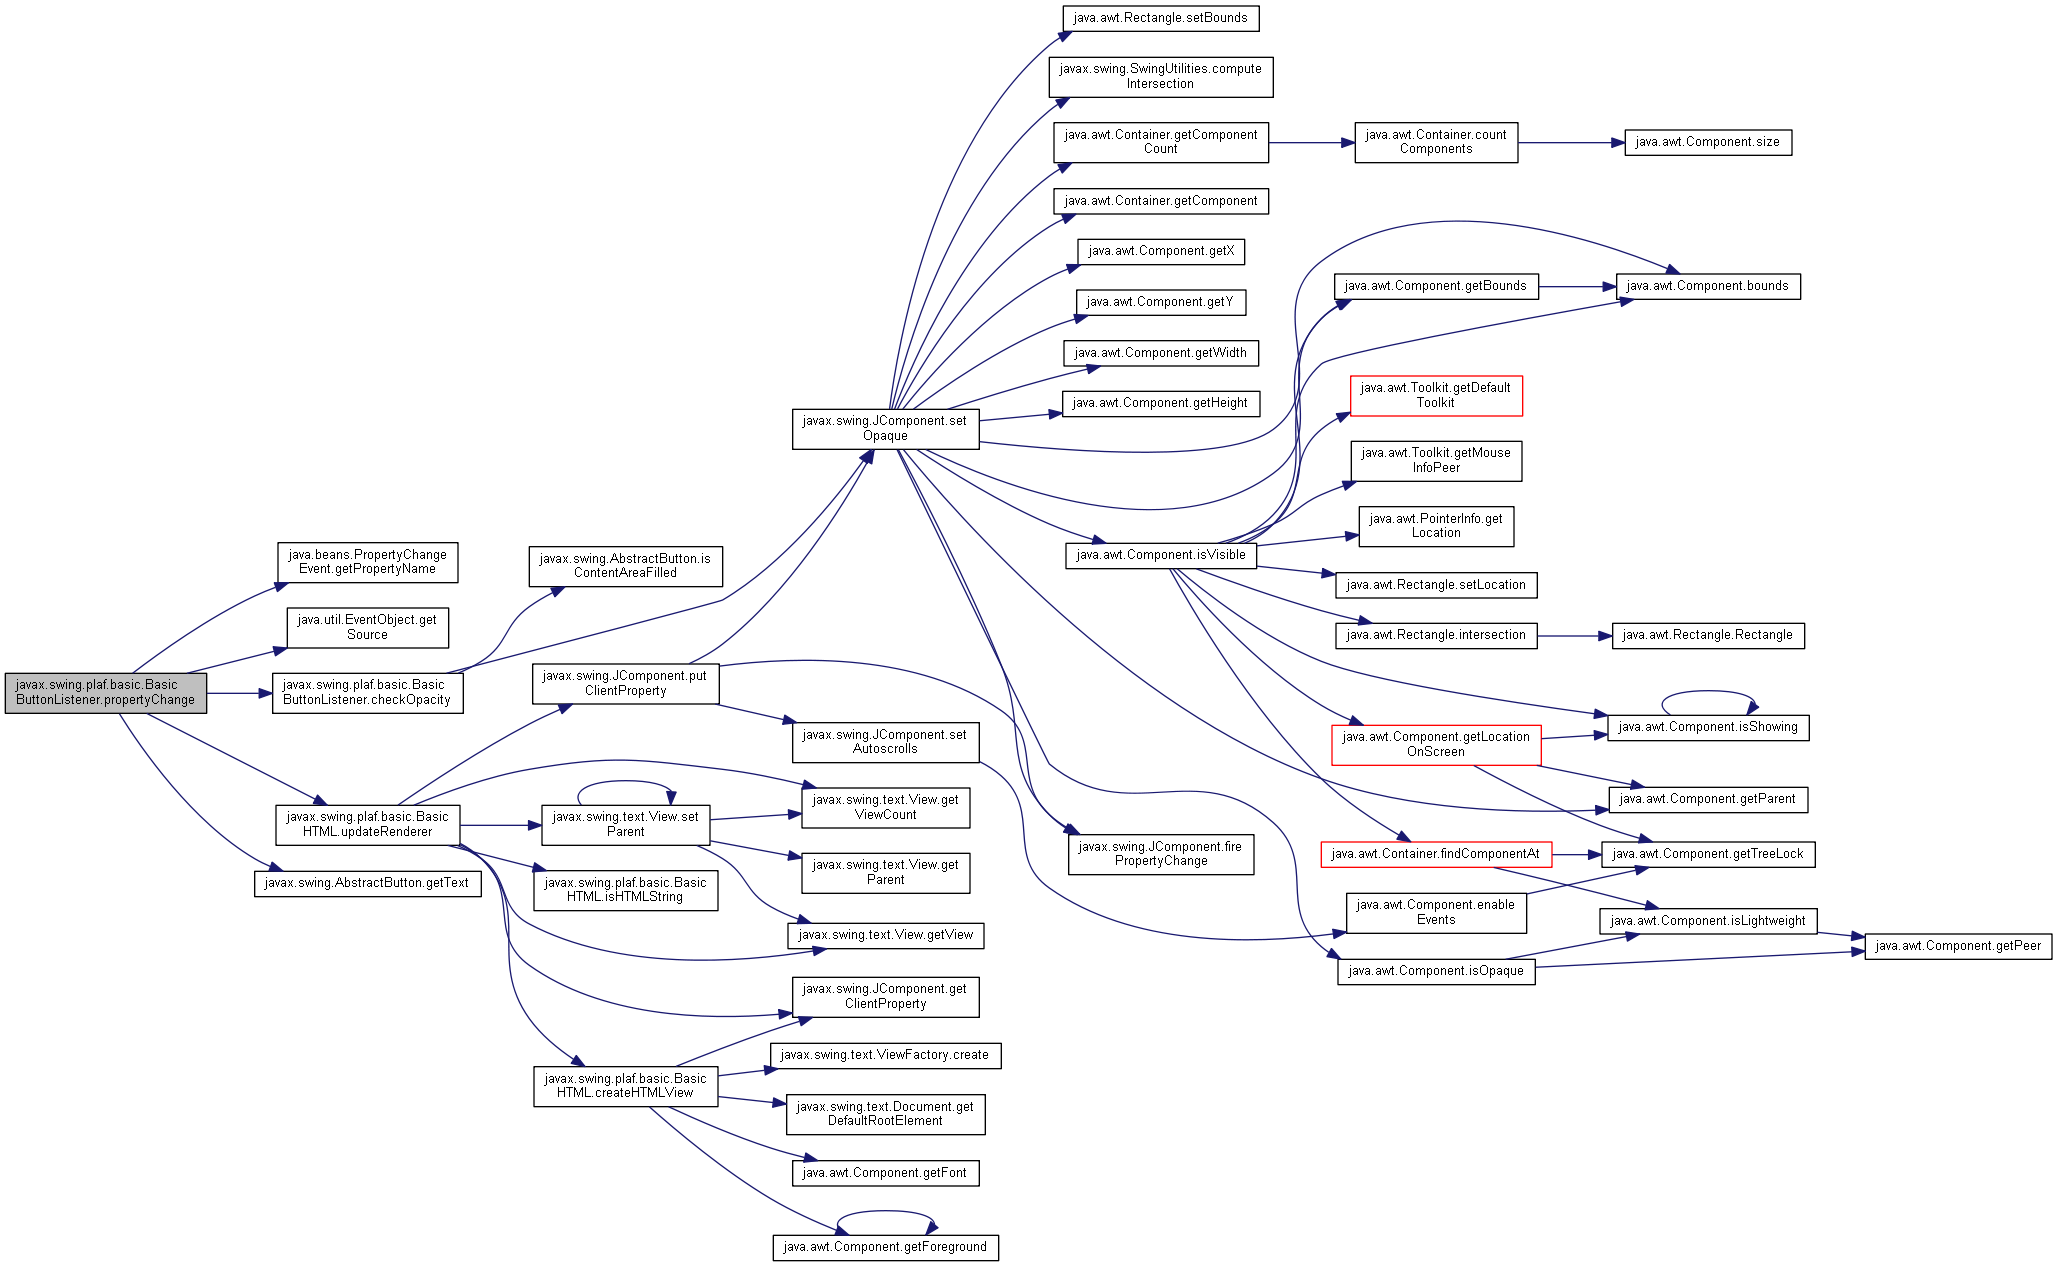 java.awt.Rectangle.setBounds
javax.swing.SwingUtilities.compute
Intersection
java.awt.Container.getComponent
Count
java.awt.Container.count
Components
java.awt.Component.size
java.awt.Container.getComponent
java.awt.Component.getX
java.awt.Component.getY
java.awt.Component.getBounds
java.awt.Component.bounds
java.awt.Component.getWidth
java.awt.Component.getHeight
java.awt.Toolkit.getDefault
Toolkit
javax.swing.JComponent.set
Opaque
java.awt.Toolkit.getMouse
InfoPeer
java.awt.PointerInfo.get
Location
java.awt.Component.isVisible
java.beans.PropertyChange
Event.getPropertyName
javax.swing.AbstractButton.is
ContentAreaFilled
java.awt.Rectangle.setLocation
java.util.EventObject.get
Source
java.awt.Rectangle.intersection
java.awt.Rectangle.Rectangle
javax.swing.plaf.basic.Basic
ButtonListener.propertyChange
javax.swing.plaf.basic.Basic
ButtonListener.checkOpacity
javax.swing.JComponent.put
ClientProperty
javax.swing.JComponent.set
Autoscrolls
java.awt.Component.getLocation
OnScreen
java.awt.Component.isShowing
java.awt.Component.getParent
javax.swing.plaf.basic.Basic
HTML.updateRenderer
javax.swing.text.View.set
Parent
javax.swing.text.View.get
ViewCount
javax.swing.JComponent.fire
PropertyChange
java.awt.Container.findComponentAt
java.awt.Component.getTreeLock
javax.swing.AbstractButton.getText
javax.swing.plaf.basic.Basic
HTML.isHTMLString
javax.swing.text.View.get
Parent
java.awt.Component.enable
Events
java.awt.Component.isLightweight
javax.swing.text.View.getView
java.awt.Component.getPeer
java.awt.Component.isOpaque
javax.swing.JComponent.get
ClientProperty
javax.swing.text.ViewFactory.create
javax.swing.plaf.basic.Basic
HTML.createHTMLView
javax.swing.text.Document.get
DefaultRootElement
java.awt.Component.getFont
java.awt.Component.getForeground